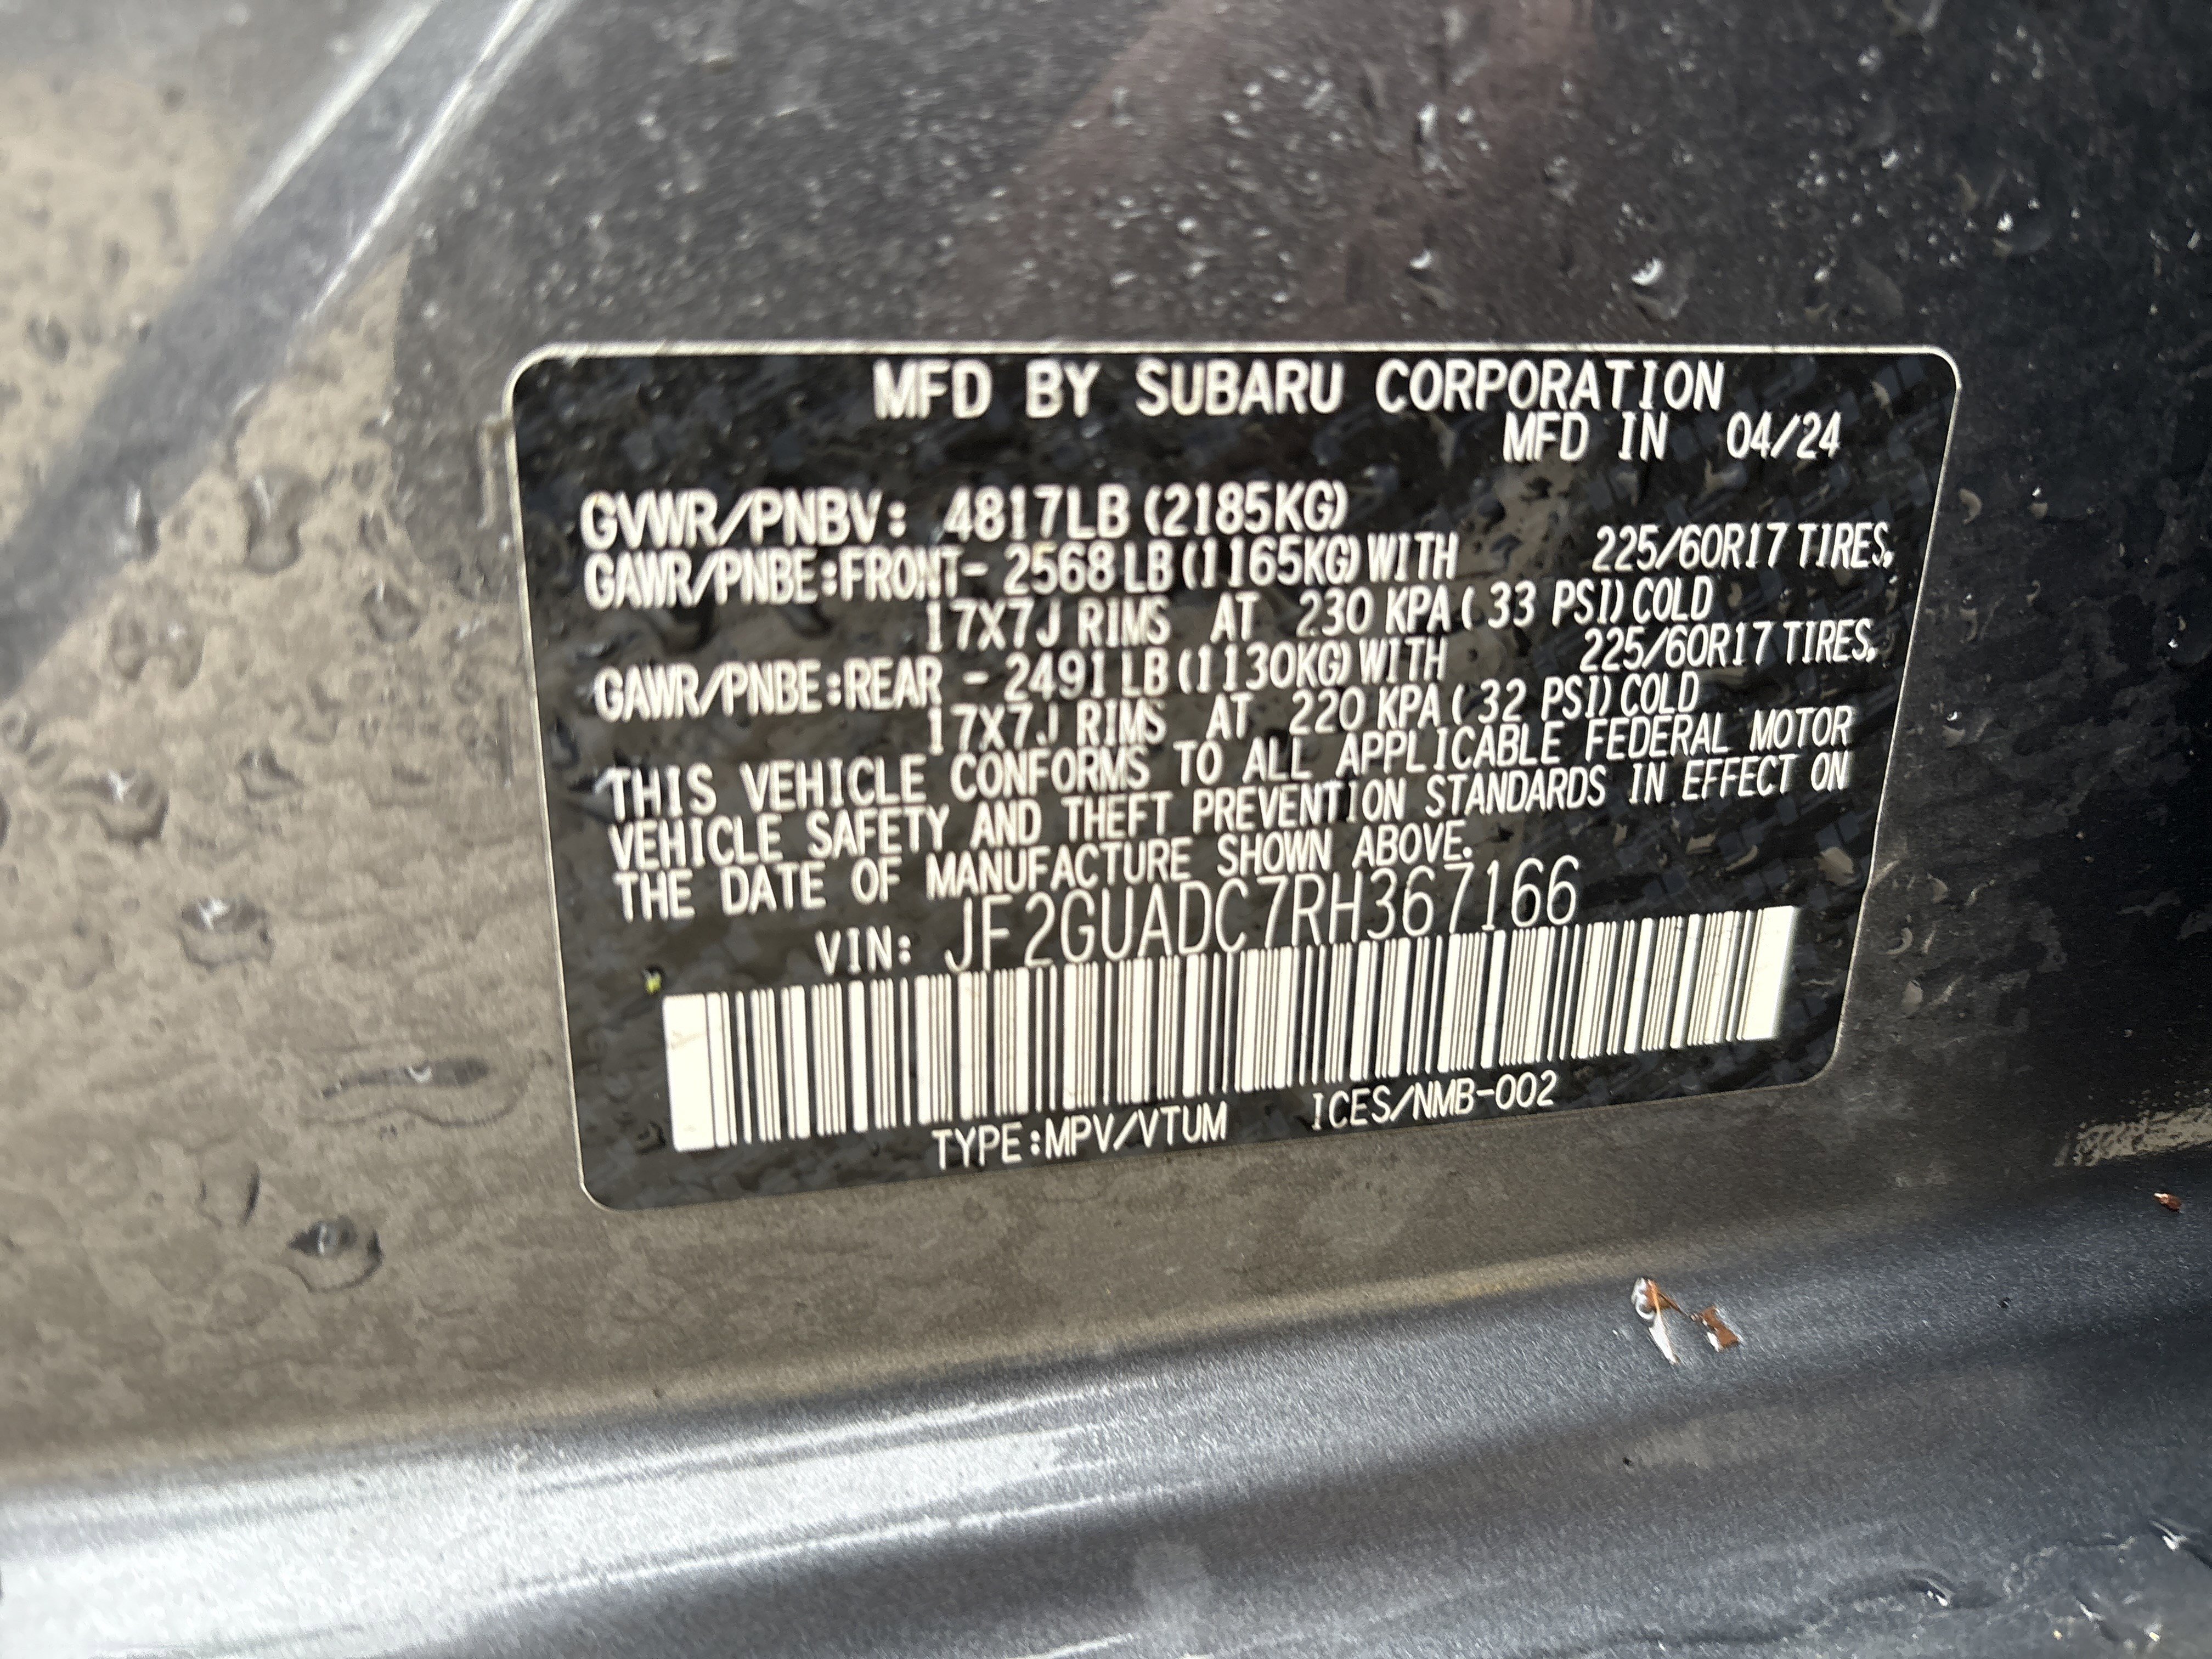 MFD BY SUBARU CORPORATION
MFD IN 04/24
GVWR/PNBV: 4817LB (2185KG)
GAWR/PNBE:FRONT- 2568 LB (1165KG) WITH 225/60R17 TIRES,
17X7J RIMS AT 230 KPA ( 33 PSI) COLD
GAWR/PNBE:REAR - 2491 LB (1130KG) WITH 225/60R17 TIRES,
17X7J RIMS AT 220 KPA ( 32 PSI) COLD
THIS VEHICLE CONFORMS TO ALL APPLICABLE FEDERAL MOTOR
VEHICLE SAFETY AND THEFT PREVENTION STANDARDS IN EFFECT ON
THE DATE OF MANUFACTURE SHOWN ABOVE.
VIN: JF2GUADC7RH367166
TYPE:MPV/VTUM ICES/NMB-002